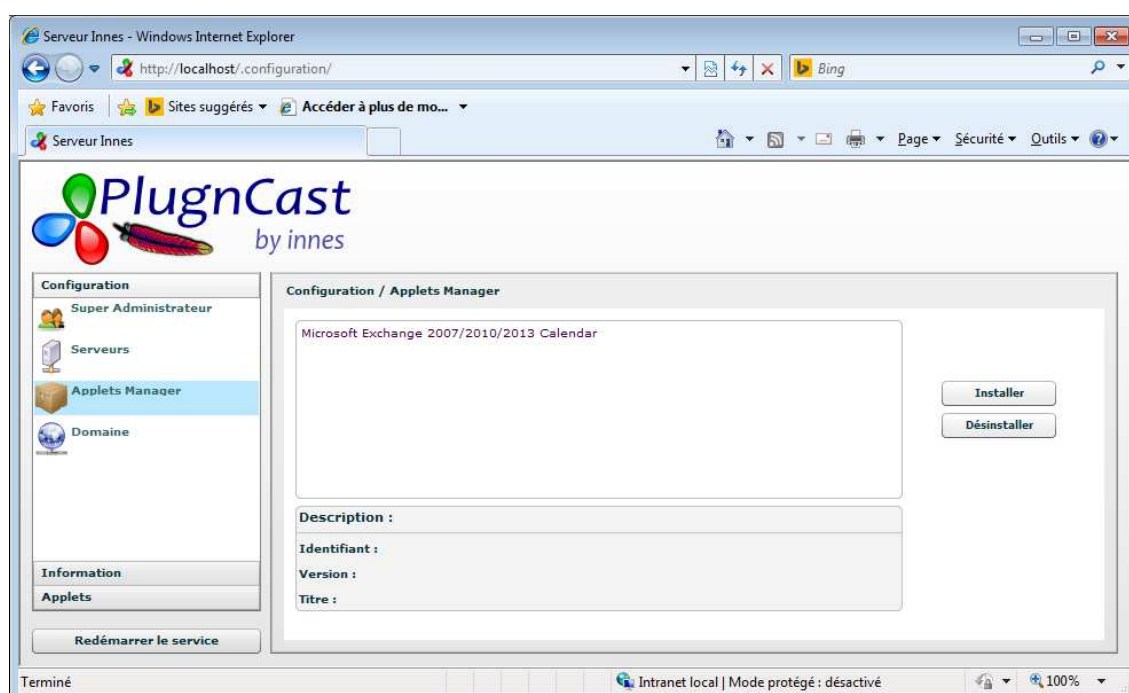 Serveur Innes - Windows Internet Explorer
http://localhost/.configuration/
Bing
Favoris Sites suggérés Accéder à plus de mo...
Serveur Innes
Page Sécurité Outils
PlugnCast
by innes
Configuration
Super Administrateur
Serveurs
Applets Manager
Domaine
Information
Applets
Redémarrer le service
Configuration / Applets Manager
Microsoft Exchange 2007/2010/2013 Calendar
Installer
Désinstaller
Description :
Identifiant :
Version :
Titre :
Terminé
Intranet local | Mode protégé : désactivé
100%